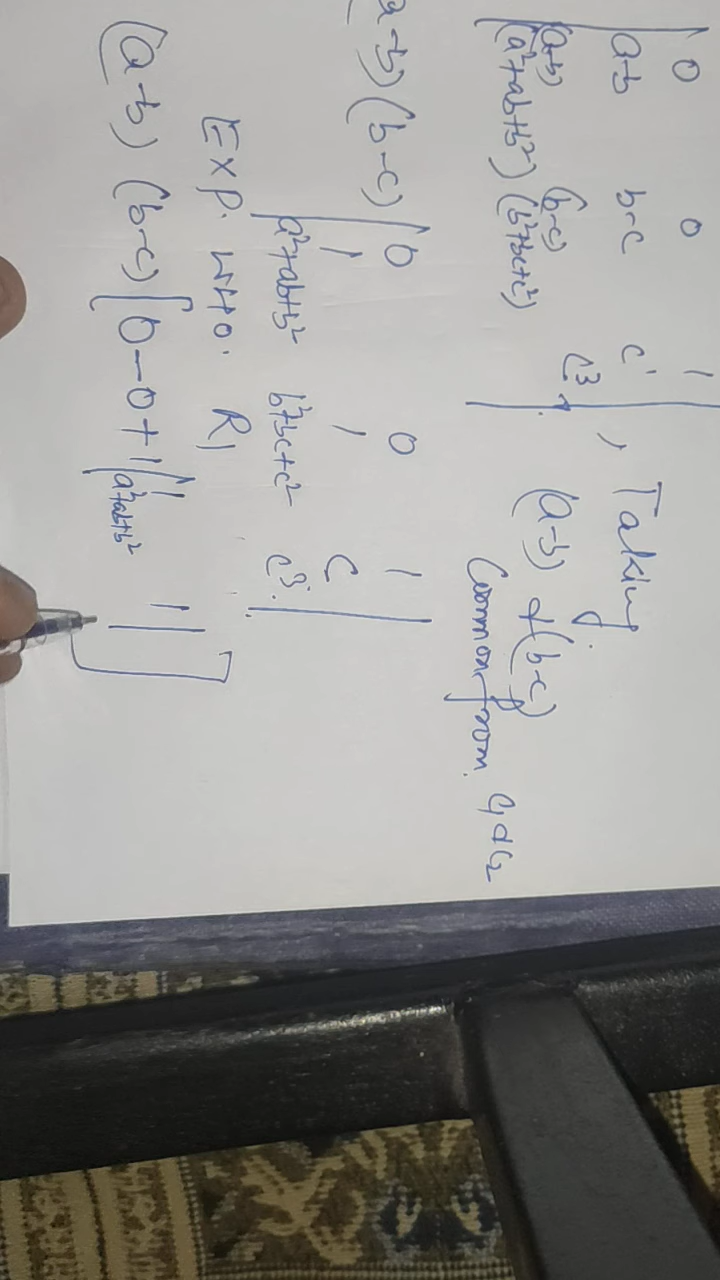 | 0 0 1 |
| a-b b-c c | , Taking
| (a-b) (a²+ab+b²) (b-c) (b²+bc+c²) c³ | (a-b) & (b-c) Common from C₁ & C₂
(a-b) (b-c) | 0 0 1 |
| 1 1 c |
| a²+ab+b² b²+bc+c² c³ |
Exp. w.r.to. R₁
(a-b) (b-c) [ 0-0+1 | 1 1 |
| a²+ab+b² | ]